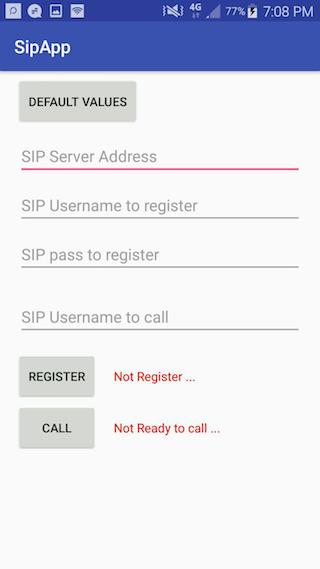 4G 77% 7:08 PM
SipApp
DEFAULT VALUES
SIP Server Address
SIP Username to register
SIP pass to register
SIP Username to call
REGISTER Not Register ...
CALL Not Ready to call ...